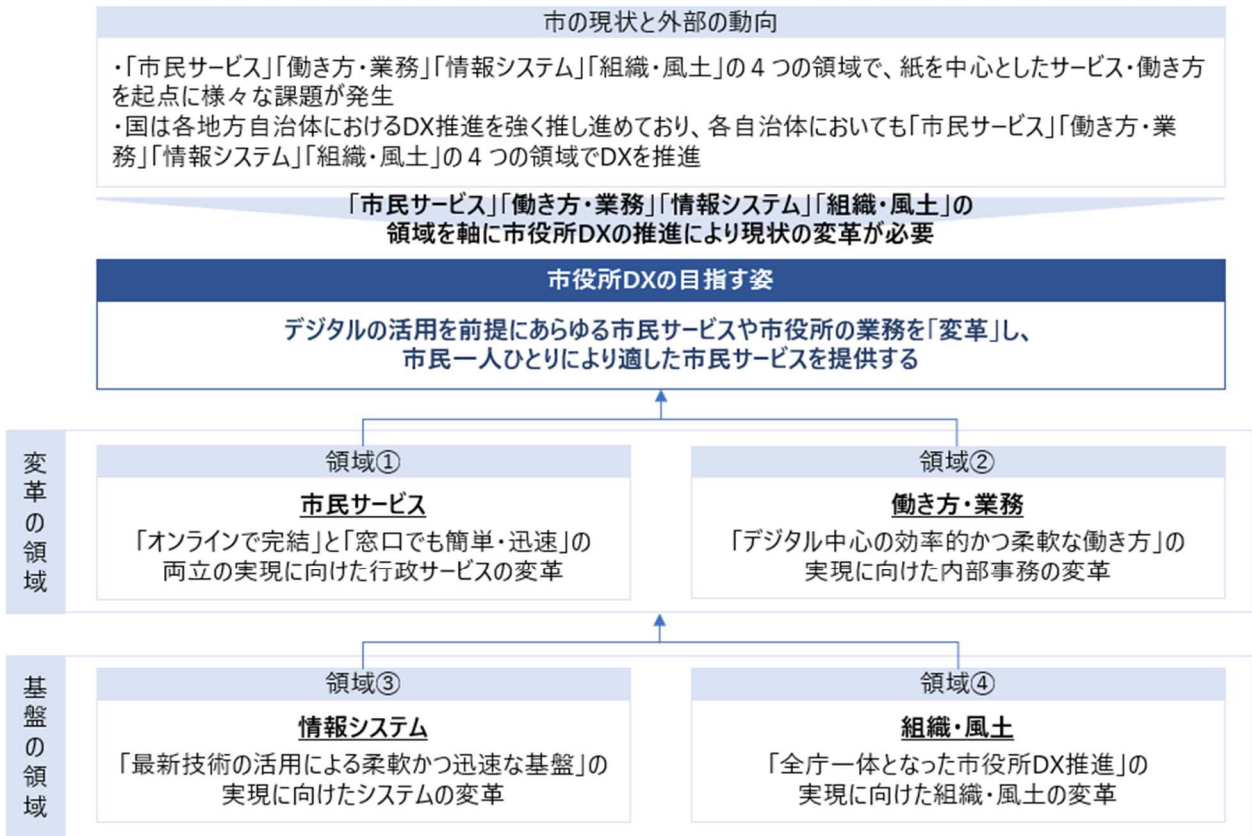 市の現状と外部の動向
・「市民サービス」「働き方・業務」「情報システム」「組織・風土」の４つの領域で、紙を中心としたサービス・働き方
を起点に様々な課題が発生
・国は各地方自治体におけるDX推進を強く推し進めており、各自治体においても「市民サービス」「働き方・業
務」「情報システム」「組織・風土」の４つの領域でDXを推進
「市民サービス」「働き方・業務」「情報システム」「組織・風土」の
領域を軸に市役所DXの推進により現状の変革が必要
市役所DXの目指す姿
デジタルの活用を前提にあらゆる市民サービスや市役所の業務を「変革」し、
市民一人ひとりにより適した市民サービスを提供する
変革の領域
領域①
市民サービス
「オンラインで完結」と「窓口でも簡単・迅速」の
両立の実現に向けた行政サービスの変革
領域②
働き方・業務
「デジタル中心の効率的かつ柔軟な働き方」の
実現に向けた内部事務の変革
基盤の領域
領域③
情報システム
「最新技術の活用による柔軟かつ迅速な基盤」の
実現に向けたシステムの変革
領域④
組織・風土
「全庁一体となった市役所DX推進」の
実現に向けた組織・風土の変革